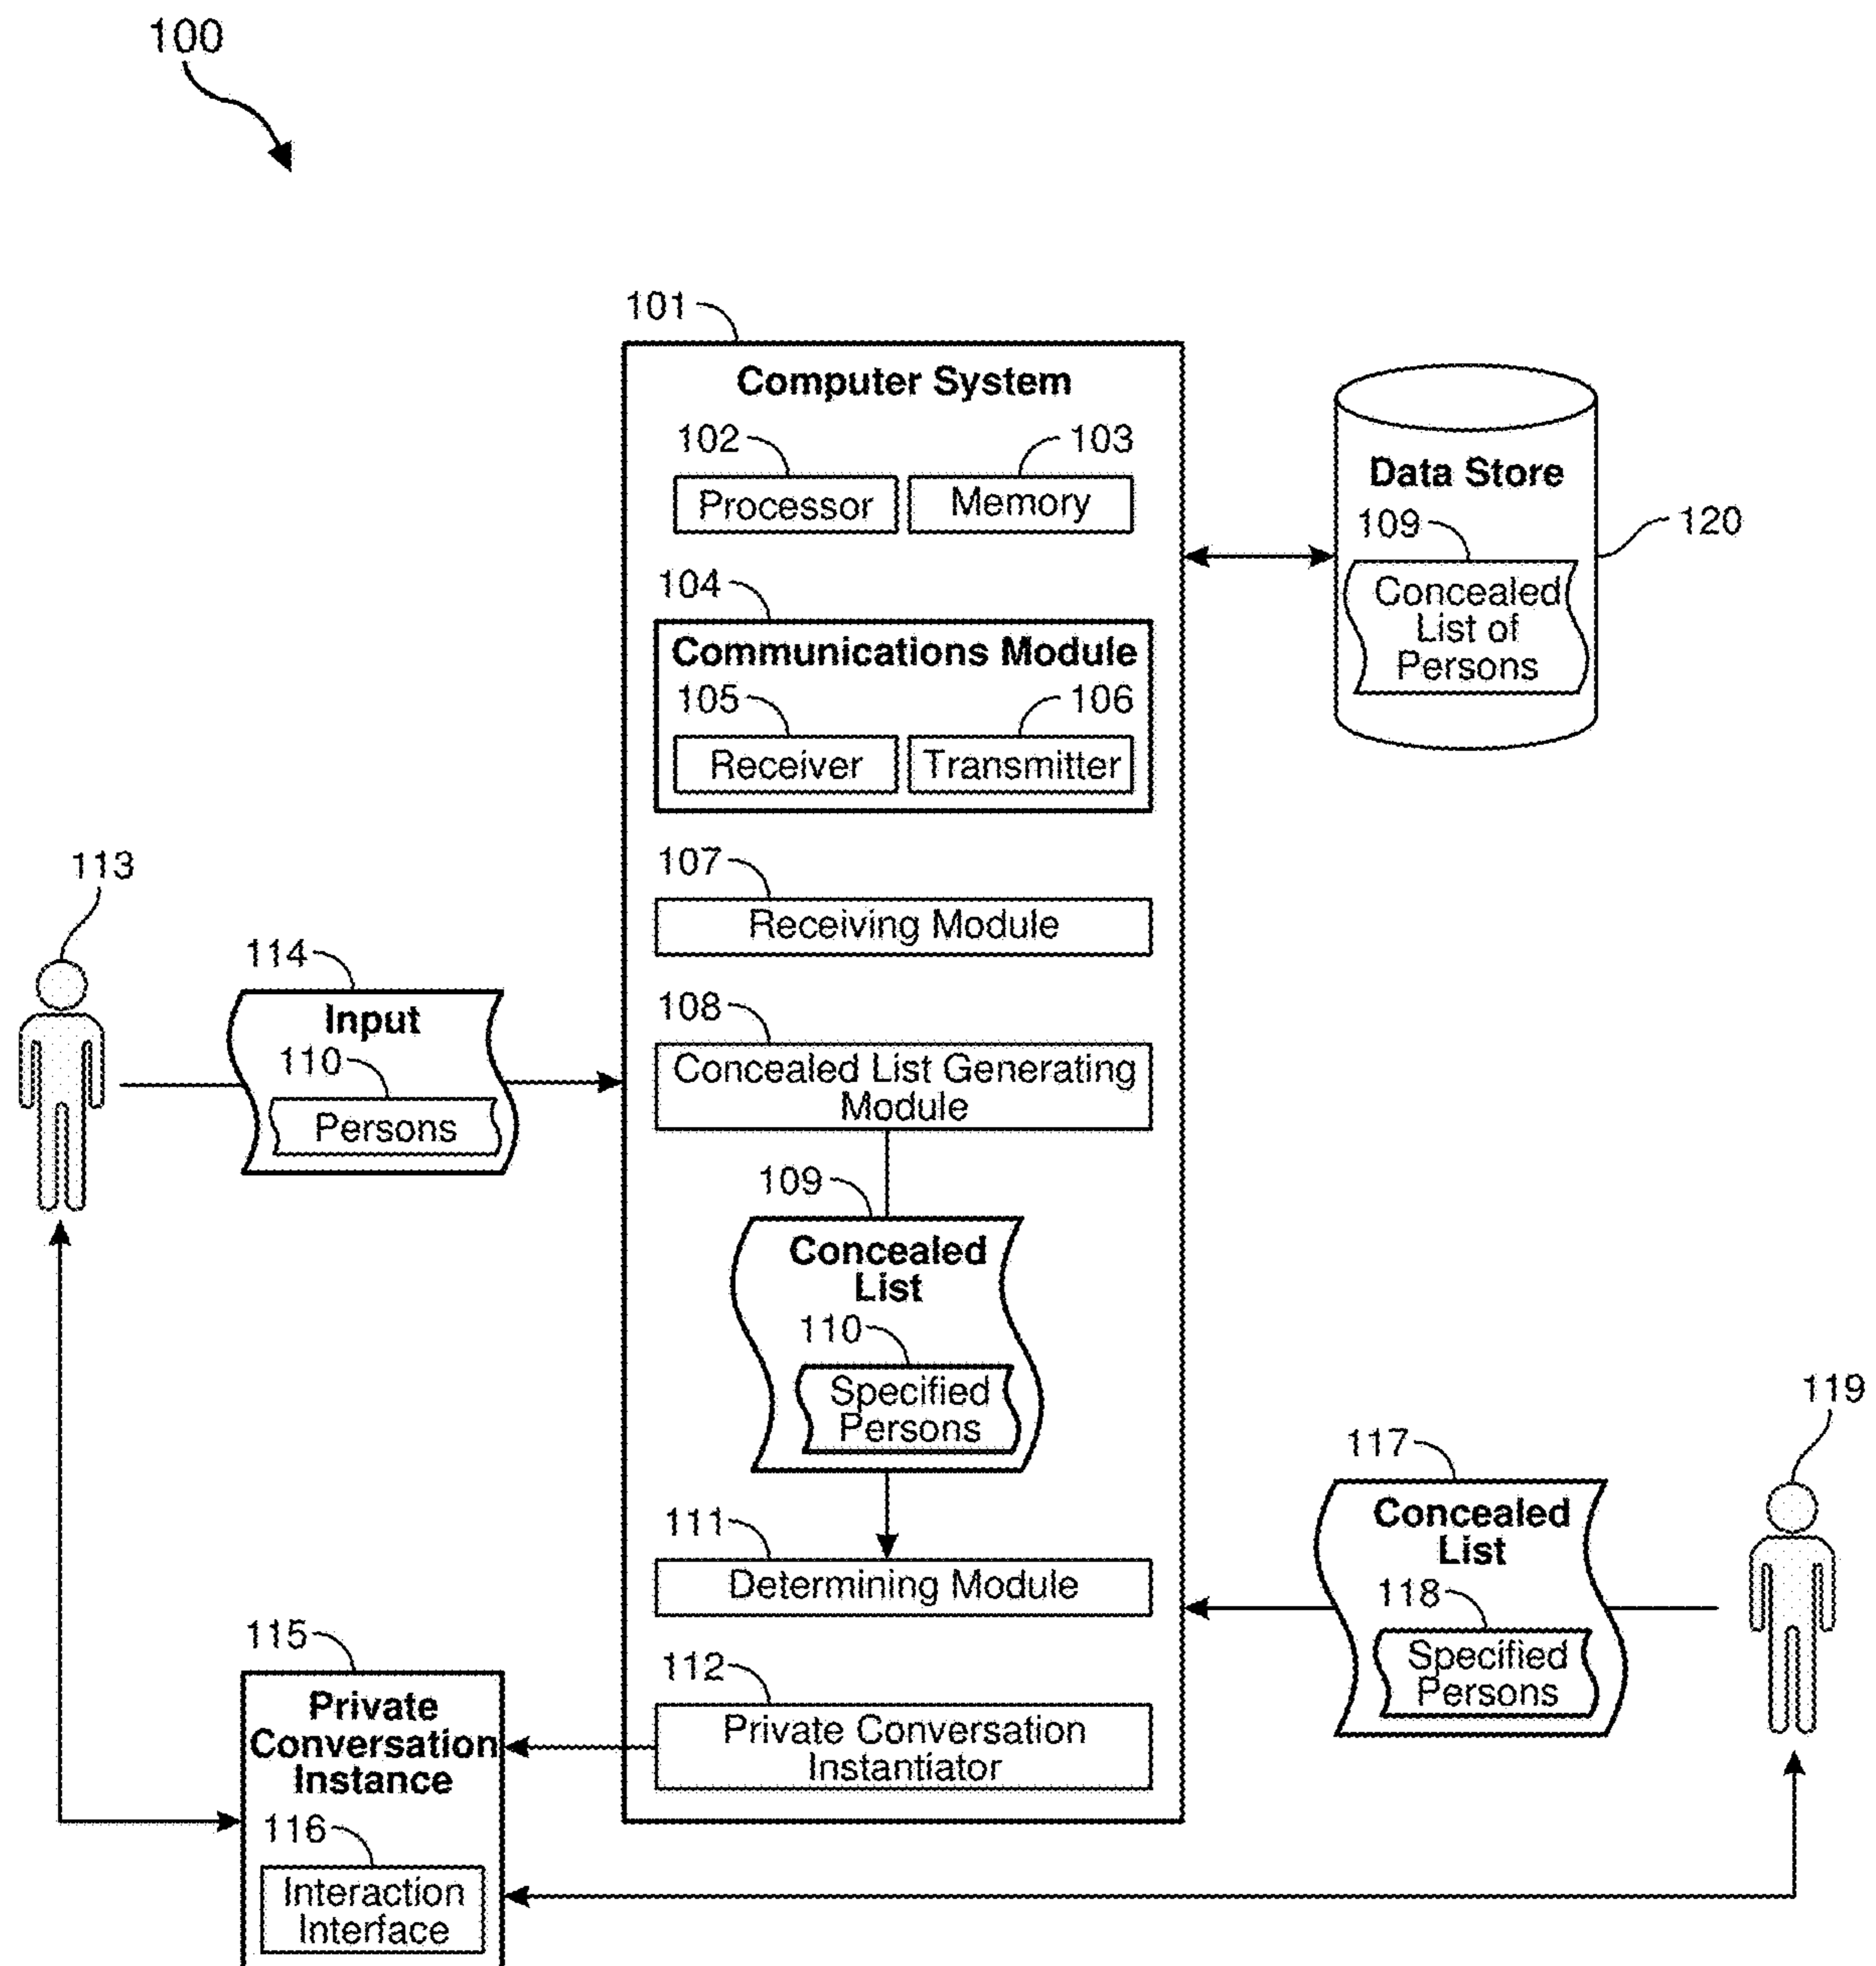 100
101
Computer System
102
103
Processor
Memory
Data Store
109
120
Concealed
List of
Persons
104
Communications Module
105
106
Receiver
Transmitter
107
Receiving Module
113
114
Input
110
Persons
108
Concealed List Generating
Module
109
Concealed
List
110
Specified
Persons
111
Determining Module
119
117
Concealed
List
118
Specified
Persons
112
Private Conversation
Instantiator
115
Private
Conversation
Instance
116
Interaction
Interface